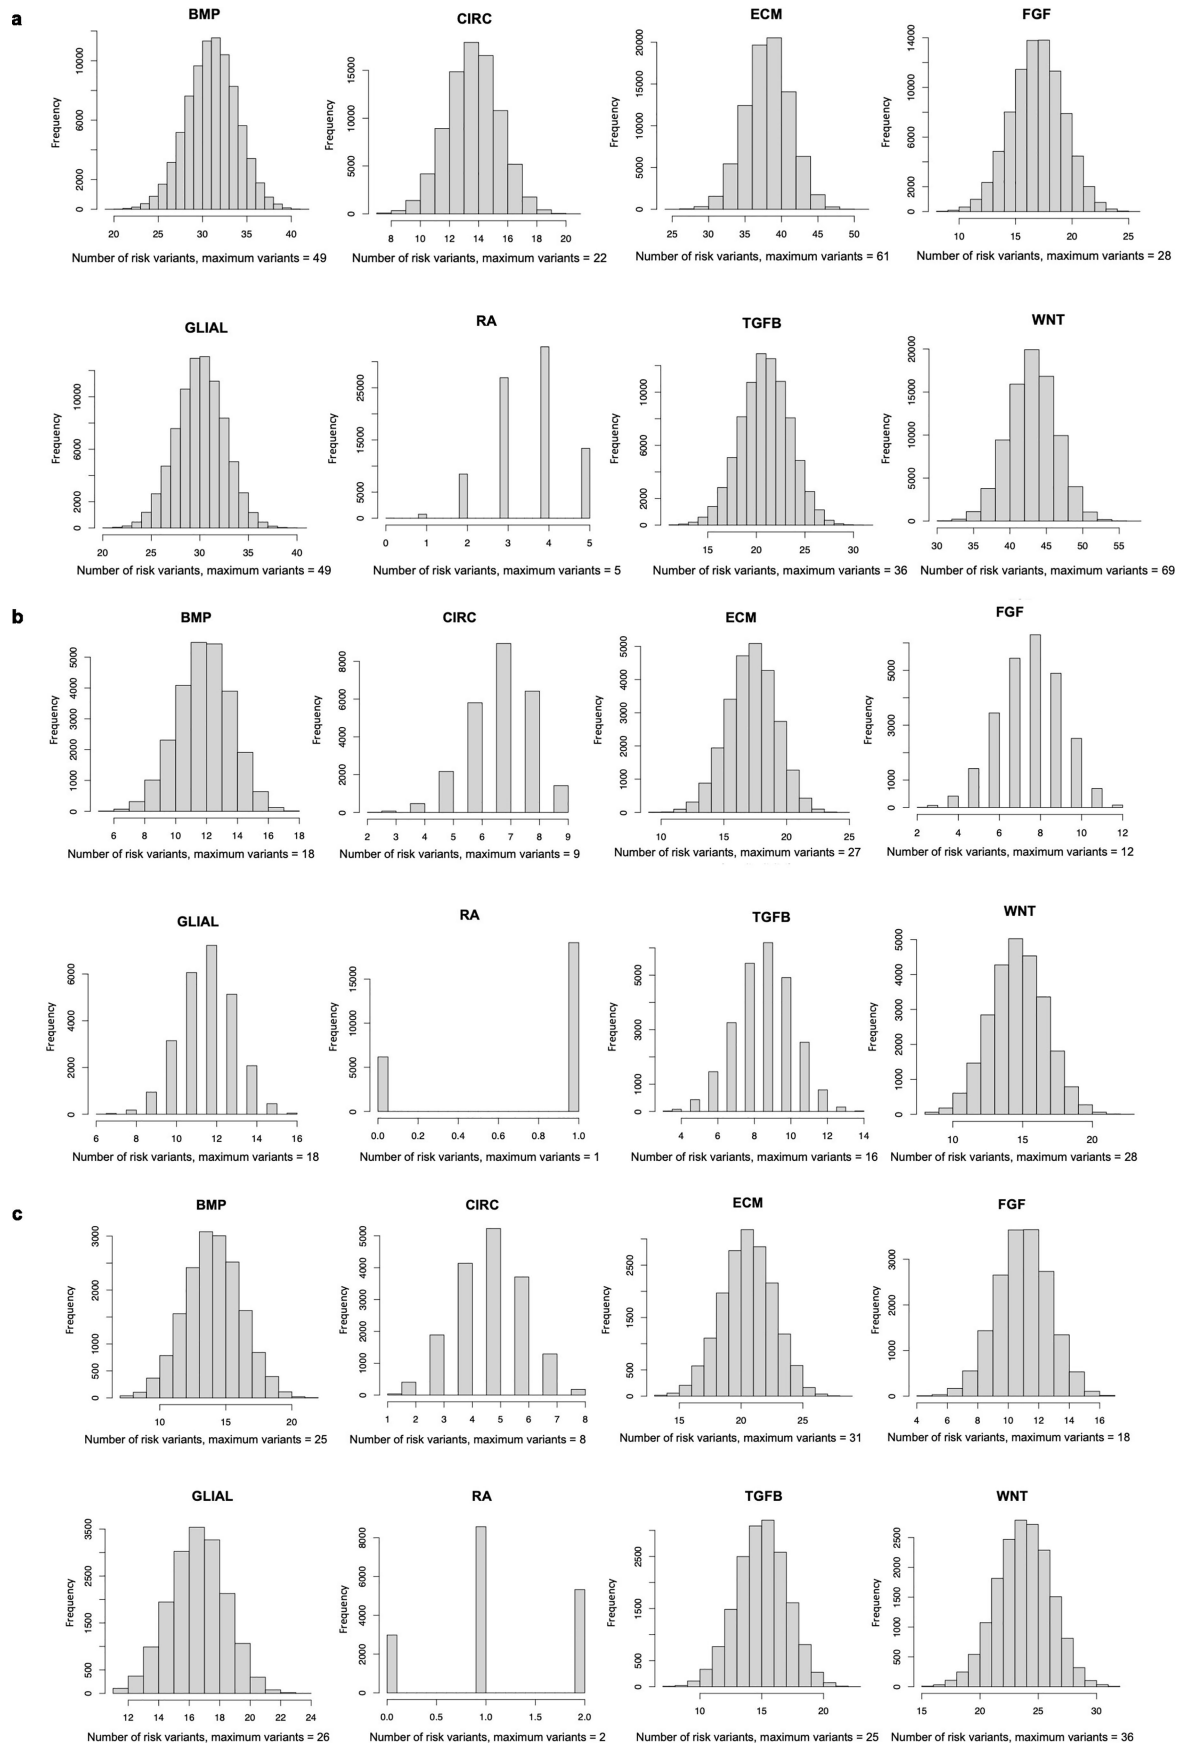 a
BMP
Frequency
0 2000 6000 10000
20 25 30 35 40
Number of risk variants, maximum variants = 49
CIRC
Frequency
0 5000 10000 15000
8 10 12 14 16 18 20
Number of risk variants, maximum variants = 22
ECM
Frequency
0 5000 10000 15000 20000
25 30 35 40 45 50
Number of risk variants, maximum variants = 61
FGF
Frequency
0 2000 6000 10000 14000
10 15 20 25
Number of risk variants, maximum variants = 28
GLIAL
Frequency
0 2000 6000 10000
20 25 30 35 40
Number of risk variants, maximum variants = 49
RA
Frequency
0 5000 15000 25000
0 1 2 3 4 5
Number of risk variants, maximum variants = 5
TGFB
Frequency
0 2000 6000 10000
15 20 25 30
Number of risk variants, maximum variants = 36
WNT
Frequency
0 5000 10000 15000 20000
30 35 40 45 50 55
Number of risk variants, maximum variants = 69
b
BMP
Frequency
0 1000 2000 3000 4000 5000
6 8 10 12 14 16 18
Number of risk variants, maximum variants = 18
CIRC
Frequency
0 2000 4000 6000 8000
2 3 4 5 6 7 8 9
Number of risk variants, maximum variants = 9
ECM
Frequency
0 1000 2000 3000 4000 5000
10 15 20 25
Number of risk variants, maximum variants = 27
FGF
Frequency
0 1000 3000 5000
2 4 6 8 10 12
Number of risk variants, maximum variants = 12
GLIAL
Frequency
0 2000 4000 6000
6 8 10 12 14 16
Number of risk variants, maximum variants = 18
RA
Frequency
0 5000 10000 15000
0.0 0.2 0.4 0.6 0.8 1.0
Number of risk variants, maximum variants = 1
TGFB
Frequency
0 1000 3000 5000
4 6 8 10 12 14
Number of risk variants, maximum variants = 16
WNT
Frequency
0 1000 2000 3000 4000 5000
10 15 20
Number of risk variants, maximum variants = 28
c
BMP
Frequency
0 500 1000 2000 3000
10 15 20
Number of risk variants, maximum variants = 25
CIRC
Frequency
0 1000 2000 3000 4000 5000
1 2 3 4 5 6 7 8
Number of risk variants, maximum variants = 8
ECM
Frequency
0 500 1500 2500
15 20 25
Number of risk variants, maximum variants = 31
FGF
Frequency
0 1000 2000 3000
4 6 8 10 12 14 16
Number of risk variants, maximum variants = 18
GLIAL
Frequency
0 500 1500 2500 3500
12 14 16 18 20 22 24
Number of risk variants, maximum variants = 26
RA
Frequency
0 2000 4000 6000 8000
0.0 0.5 1.0 1.5 2.0
Number of risk variants, maximum variants = 2
TGFB
Frequency
0 500 1500 2500
10 15 20
Number of risk variants, maximum variants = 25
WNT
Frequency
0 500 1000 1500 2000 2500
15 20 25 30
Number of risk variants, maximum variants = 36